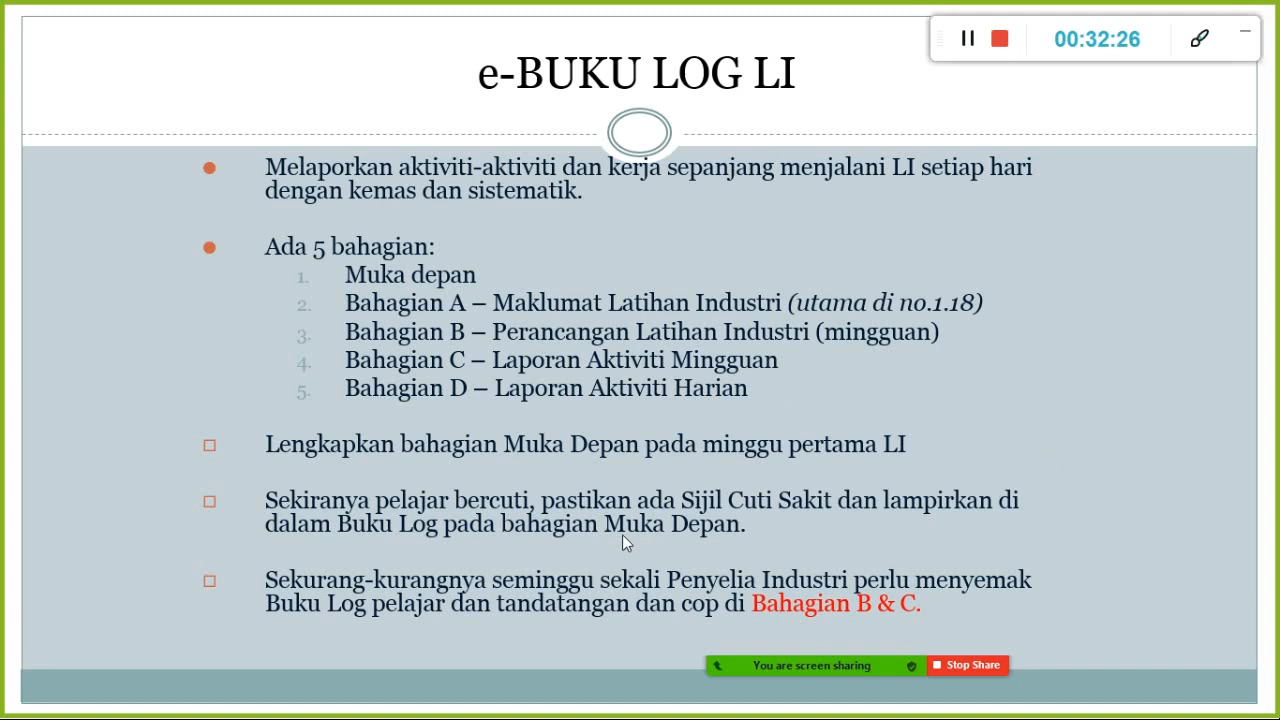 00:32:26
e-BUKU LOG LI
Melaporkan aktiviti-aktiviti dan kerja sepanjang menjalani LI setiap hari
dengan kemas dan sistematik.
Ada 5 bahagian:
1. Muka depan
2. Bahagian A – Maklumat Latihan Industri (utama di no.1.18)
3. Bahagian B – Perancangan Latihan Industri (mingguan)
4. Bahagian C – Laporan Aktiviti Mingguan
5. Bahagian D – Laporan Aktiviti Harian
Lengkapkan bahagian Muka Depan pada minggu pertama LI
Sekiranya pelajar bercuti, pastikan ada Sijil Cuti Sakit dan lampirkan di
dalam Buku Log pada bahagian Muka Depan.
Sekurang-kurangnya seminggu sekali Penyelia Industri perlu menyemak
Buku Log pelajar dan tandatangan dan cop di Bahagian B & C.
You are screen sharing Stop Share